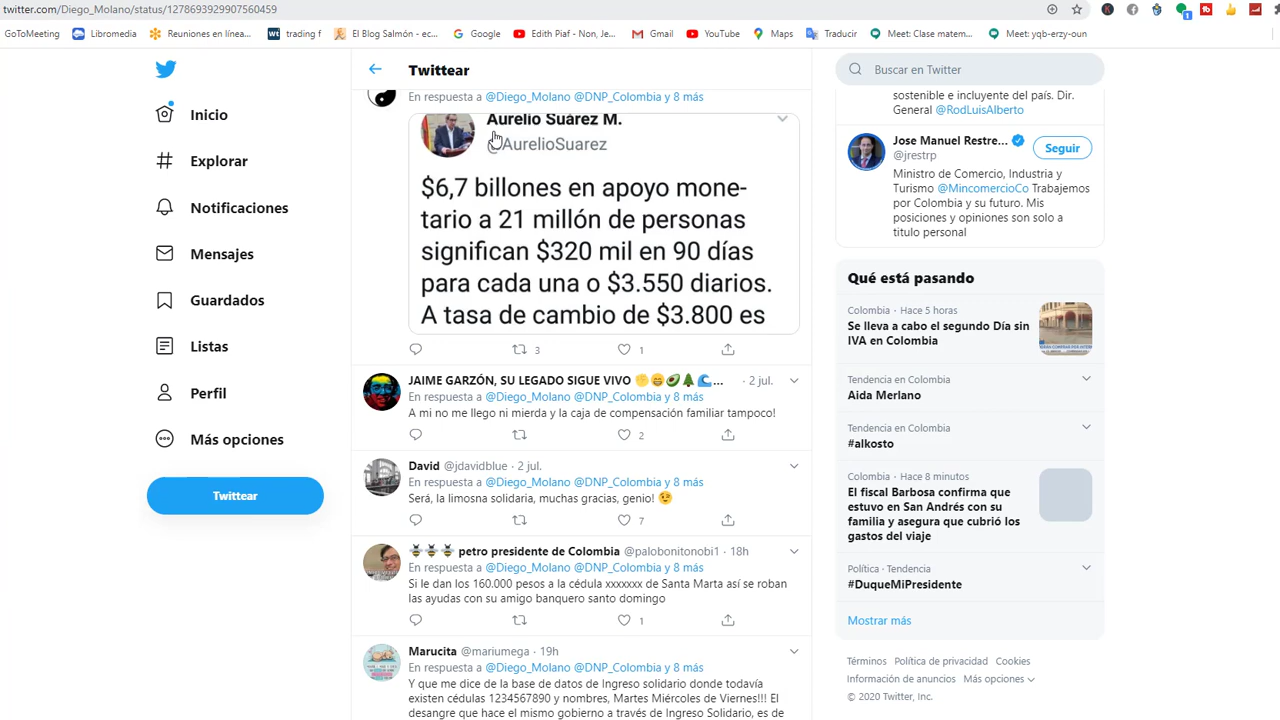 twitter.com/Diego_Molano/status/1278693929907560459
GoToMeeting
Libromedia
Reuniones en línea...
trading f
El Salmón - ec...
Google
Edith Piaf - Non, Je...
Gmail
YouTube
Maps
Traducir
Meet: Clase matem...
Meet: yqb-erzy-oun
Inicio
Explorar
Notificaciones
Mensajes
Guardados
Listas
Perfil
Más opciones
Twittear
Twittear
En respuesta a @Diego_Molano @DNP_Colombia y 8 más
Aurelio Suárez M.
@AurelioSuarez
$6,7 billones en apoyo mone-
tario a 21 millón de personas
significan $320 mil en 90 días
para cada una o $3.550 diarios.
A tasa de cambio de $3.800 es
3
1
JAIME GARZÓN, SU LEGADO SIGUE VIVO ✊😁🥑🌲🌊... · 2 jul.
En respuesta a @Diego_Molano @DNP_Colombia y 8 más
A mi no me llego ni mierda y la caja de compensación familiar tampoco!
2
David @jdavidblue · 2 jul.
En respuesta a @Diego_Molano @DNP_Colombia y 8 más
Será, la limosna solidaria, muchas gracias, genio! 😉
7
🐝🐝🐝 petro presidente de Colombia @palobonitonobi1 · 18h
En respuesta a @Diego_Molano @DNP_Colombia y 8 más
Si le dan los 160.000 pesos a la cédula xxxxxxx de Santa Marta así se roban
las ayudas con su amigo banquero santo domingo
1
Marucita @mariumega · 19h
En respuesta a @Diego_Molano @DNP_Colombia y 8 más
Y que me dice de la base de datos de Ingreso solidario donde todavía
existen cédulas 1234567890 y nombres, Martes Miércoles de Viernes!!! El
desangre que hace el mismo gobierno a través de Ingreso Solidario, es de
Buscar en Twitter
sostenible e incluyente del país. Dir.
General @RodLuisAlberto
Jose Manuel Restre...
@jrestrp
Seguir
Ministro de Comercio, Industria y
Turismo @MincomercioCo Trabajamos
por Colombia y su futuro. Mis
posiciones y opiniones son solo a
titulo personal
Qué está pasando
Colombia · Hace 5 horas
Se lleva a cabo el segundo Día sin
IVA en Colombia
Tendencia en Colombia
Aida Merlano
Tendencia en Colombia
#alkosto
Colombia · Hace 8 minutos
El fiscal Barbosa confirma que
estuvo en San Andrés con su
familia y asegura que cubrió los
gastos del viaje
Política · Tendencia
#DuqueMiPresidente
Mostrar más
Términos Política de privacidad Cookies
Información de anuncios Más opciones
© 2020 Twitter, Inc.